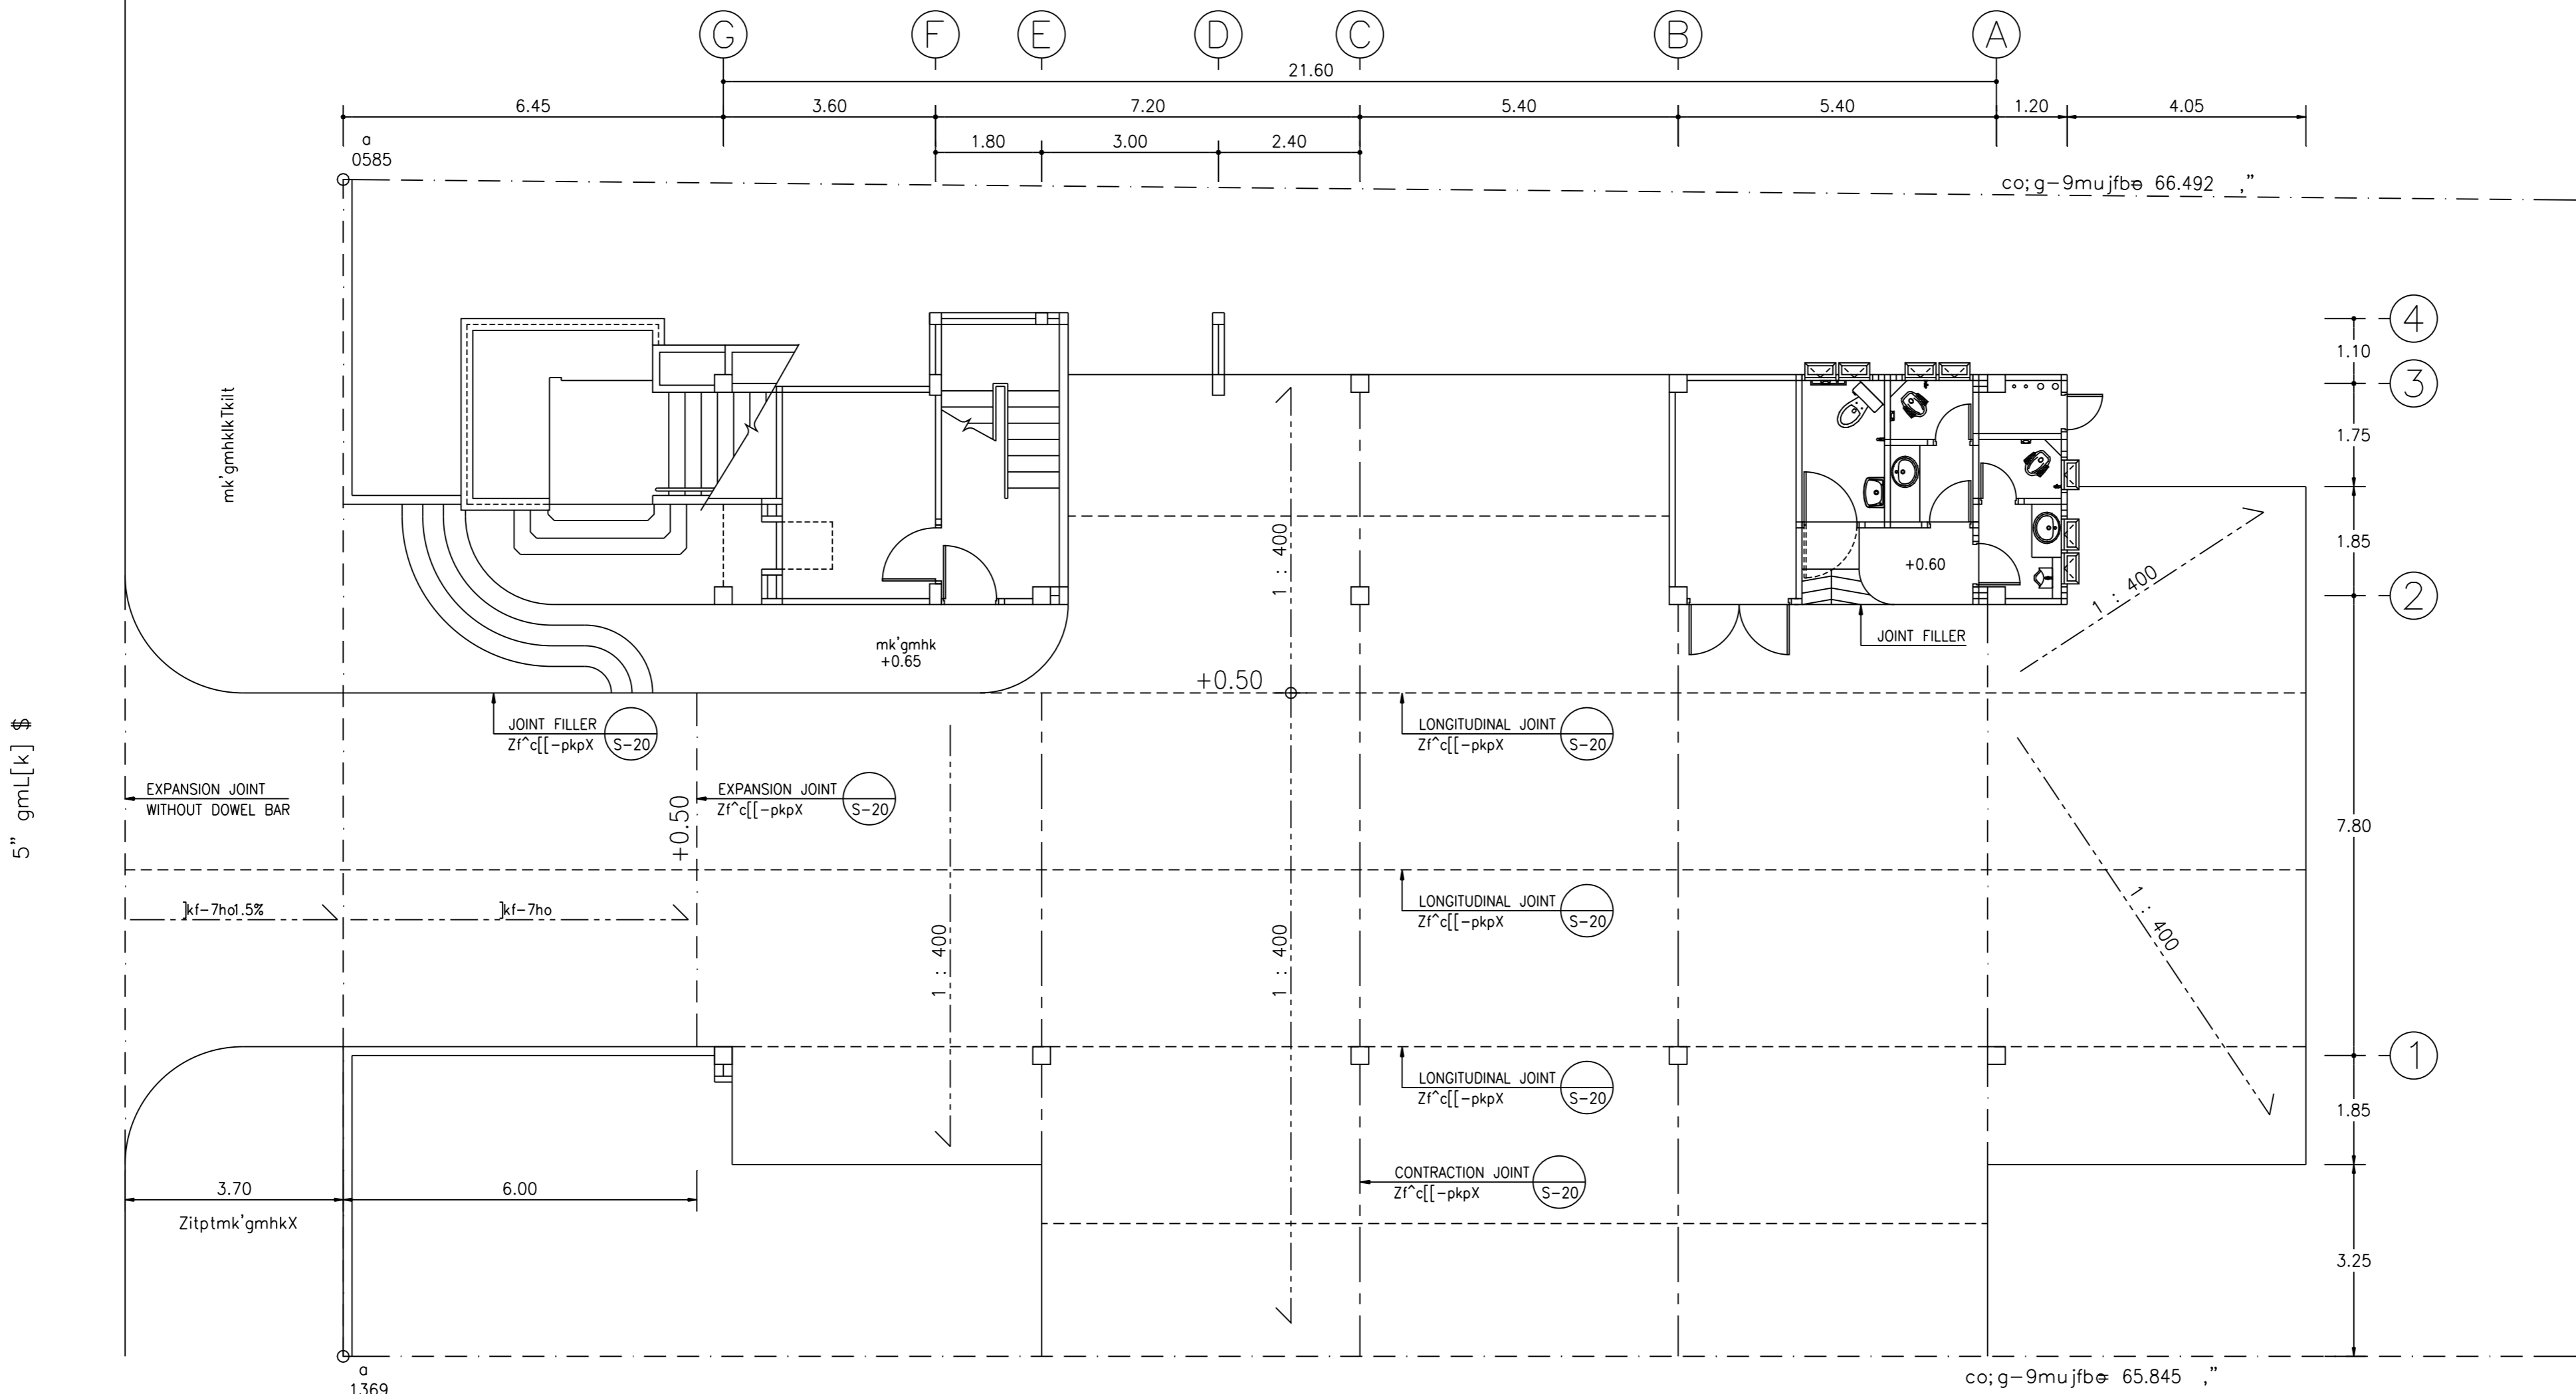 G
F
E
D
C
B
A
21.60
6.45
3.60
7.20
5.40
5.40
1.20
4.05
1.80
3.00
2.40
a
0585
co;g-9mujfbo= 66.492 ,"
4
1.10
3
1.75
1.85
2
7.80
1
1.85
3.25
mk'gmhklkTkilt
1 : 400
+0.60
1 : 400
JOINT FILLER
mk'gmhk
+0.65
+0.50
5" gmL[k] $
JOINT FILLER
Zf^c[[-pkpX
S-20
LONGITUDINAL JOINT
Zf^c[[-pkpX
S-20
EXPANSION JOINT
WITHOUT DOWEL BAR
+0.50
EXPANSION JOINT
Zf^c[[-pkpX
S-20
]kf-7ho1.5%
]kf-7ho
1 : 400
1 : 400
LONGITUDINAL JOINT
Zf^c[[-pkpX
S-20
1 : 400
LONGITUDINAL JOINT
Zf^c[[-pkpX
S-20
CONTRACTION JOINT
Zf^c[[-pkpX
S-20
3.70
6.00
Zitptmk'gmhkX
a
1369
co;g-9mujfbo= 65.845 ,"